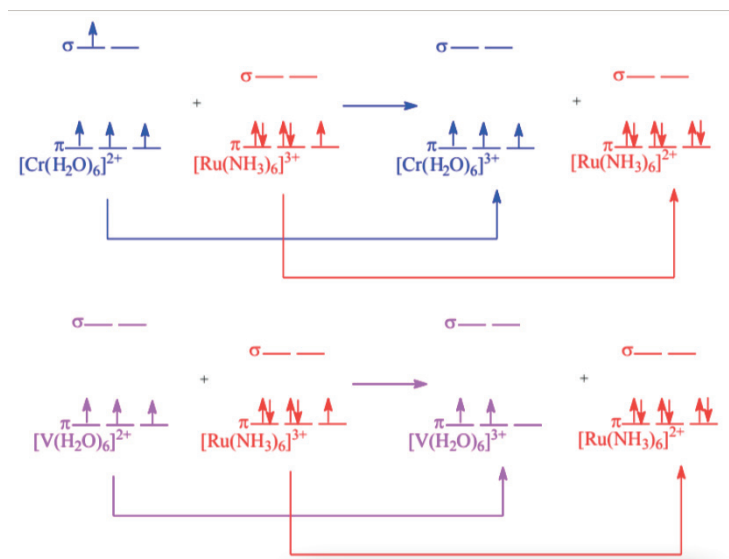 σ σ
σ σ
+ +
π π π π
[Cr(H₂O)₆]²⁺ [Ru(NH₃)₆]³⁺ [Cr(H₂O)₆]³⁺ [Ru(NH₃)₆]²⁺
σ σ
σ σ
+ +
π π π π
[V(H₂O)₆]²⁺ [Ru(NH₃)₆]³⁺ [V(H₂O)₆]³⁺ [Ru(NH₃)₆]²⁺